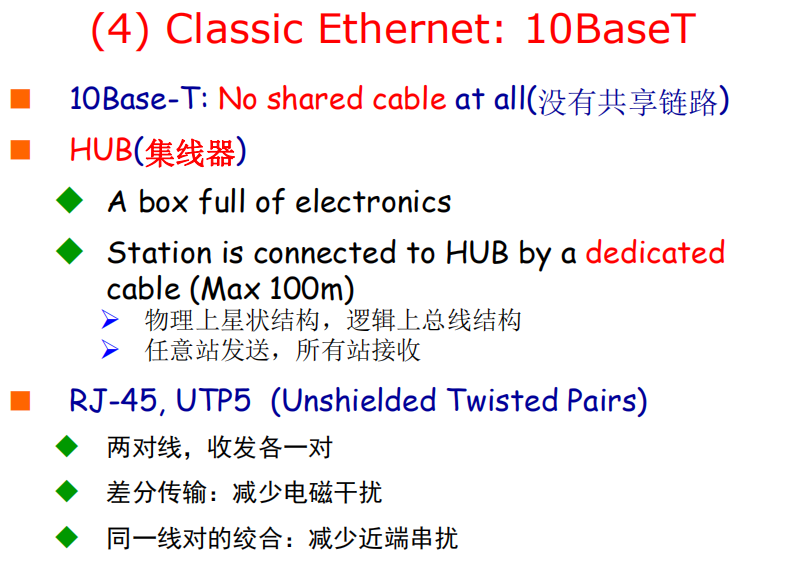 (4) Classic Ethernet: 10BaseT
10Base-T: No shared cable at all(没有共享链路)
HUB(集线器)
A box full of electronics
Station is connected to HUB by a dedicated
cable (Max 100m)
物理上星状结构，逻辑上总线结构
任意站发送，所有站接收
RJ-45, UTP5 (Unshielded Twisted Pairs)
两对线，收发各一对
差分传输：减少电磁干扰
同一线对的绞合：减少近端串扰